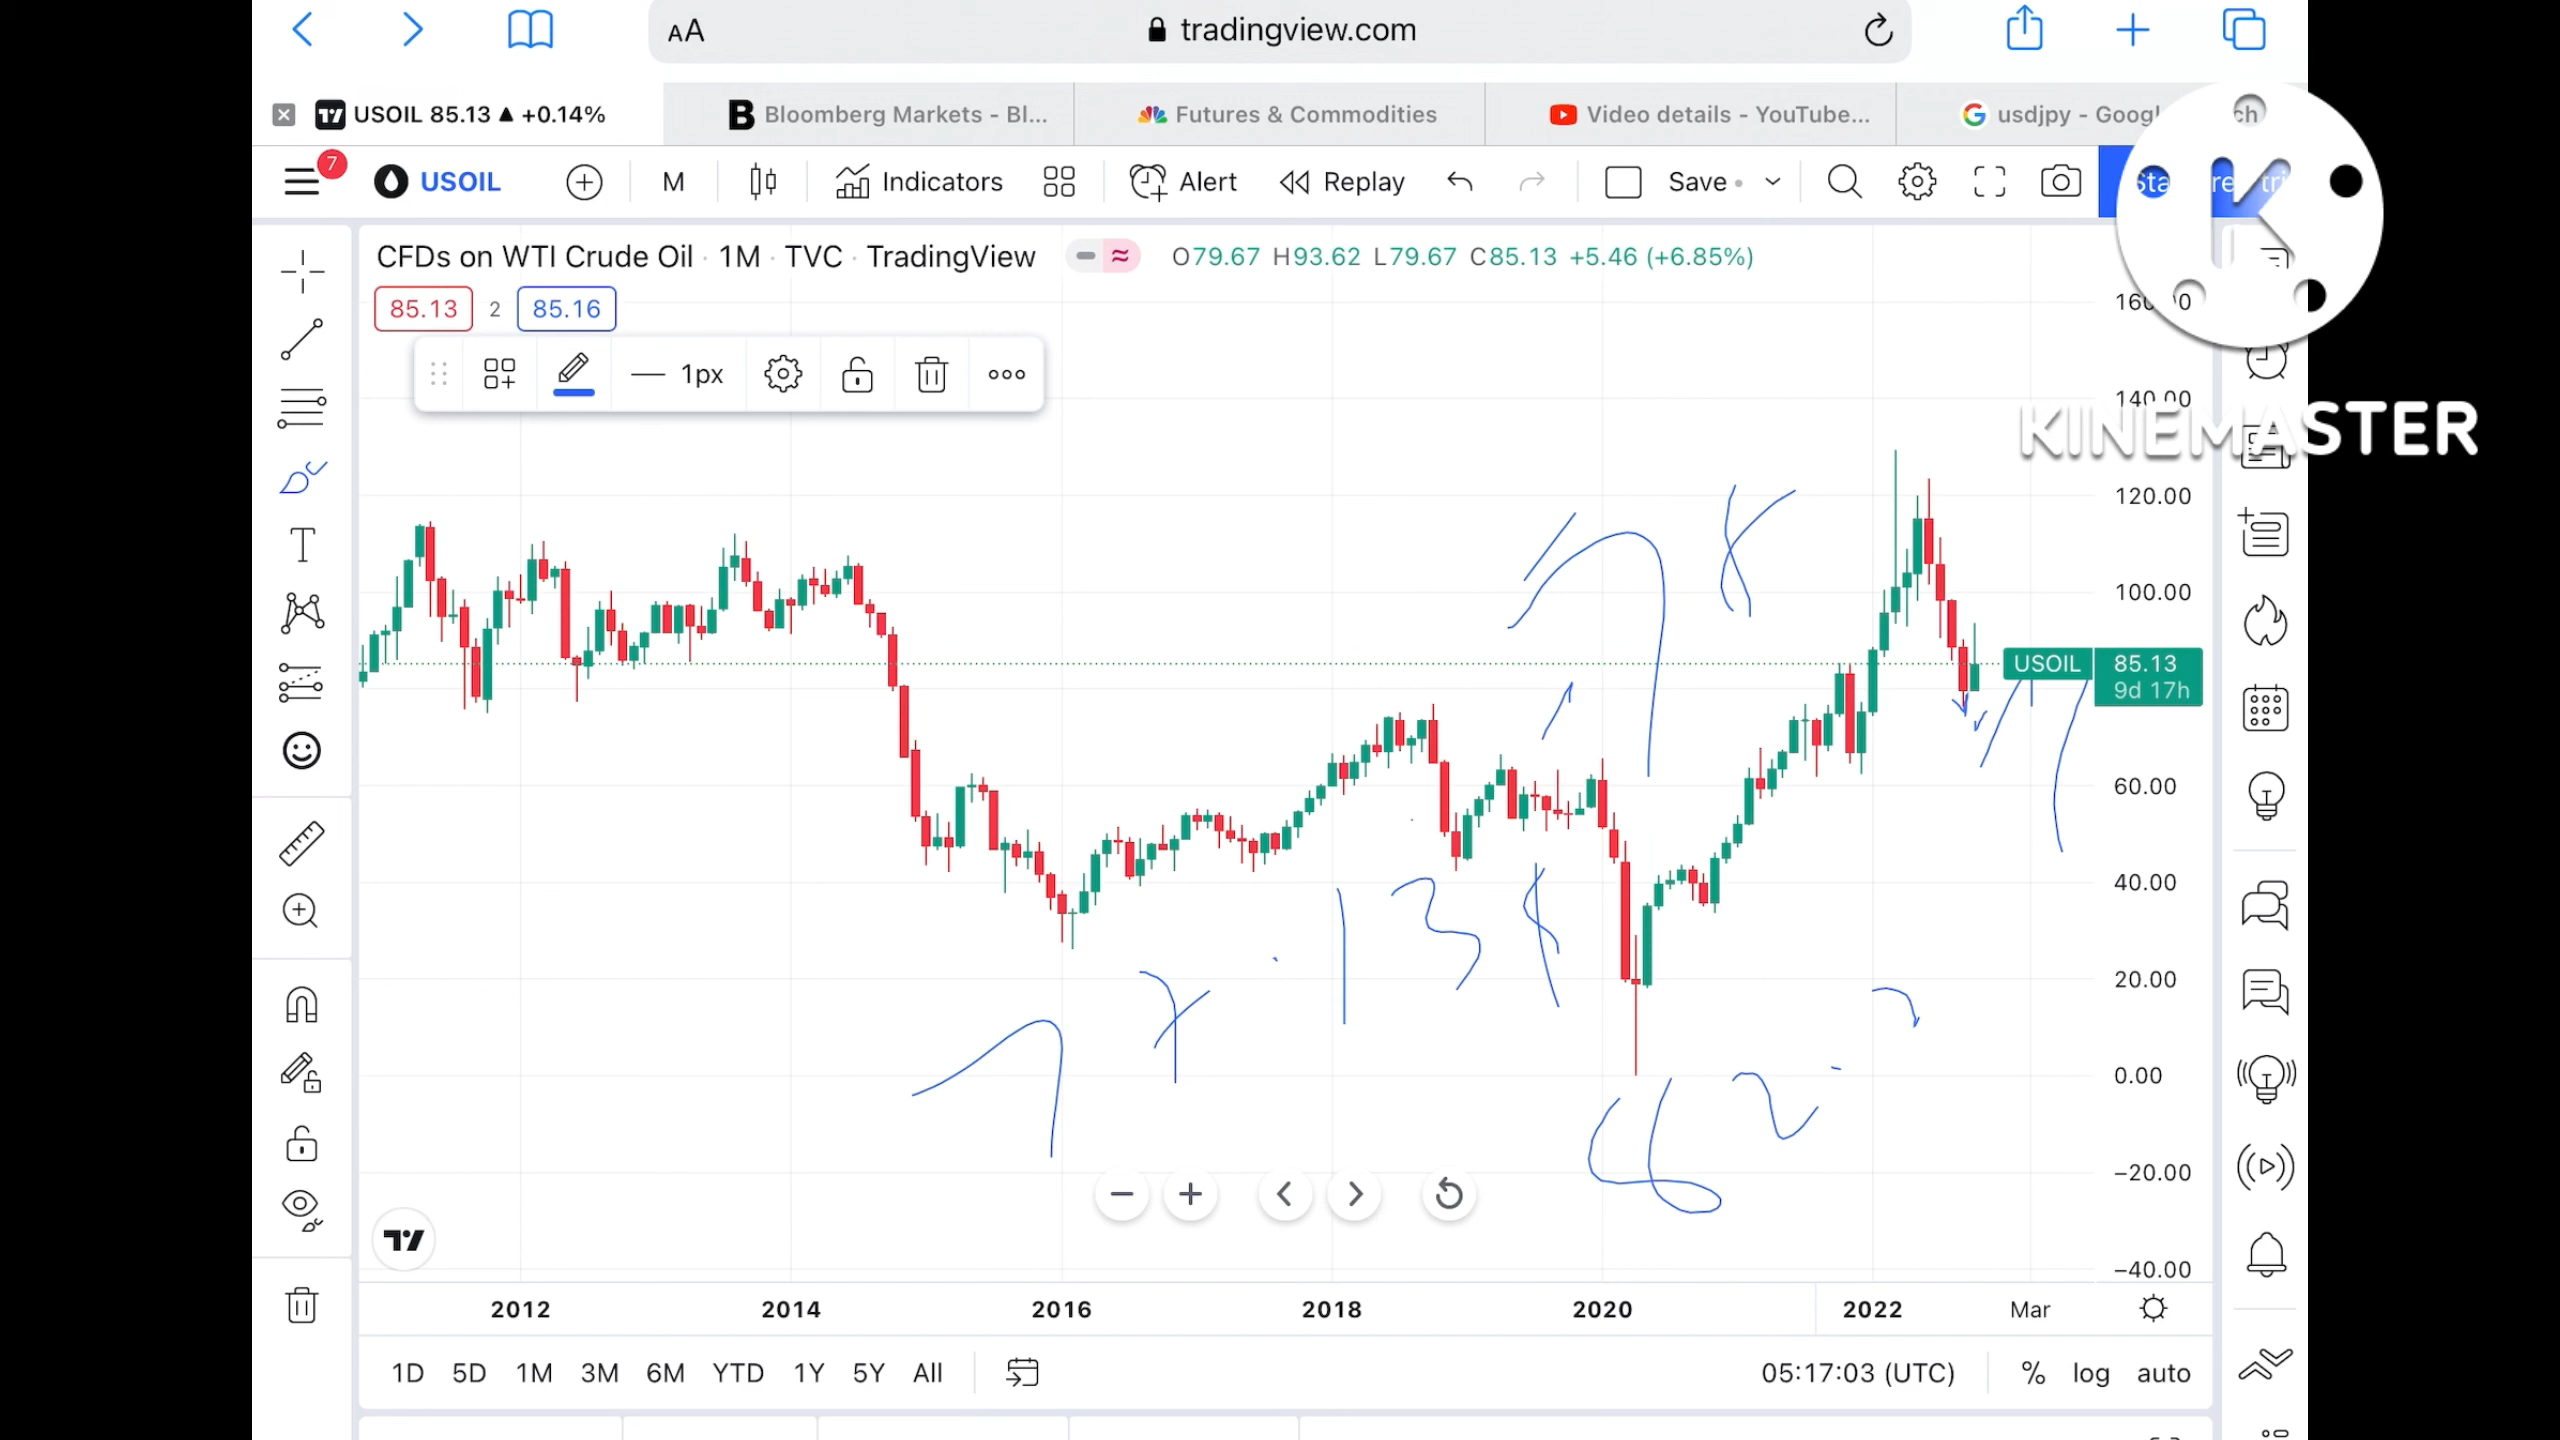 AA tradingview.com
USOIL 85.13 ▲ +0.14% Bloomberg Markets - Bl... Futures & Commodities Video details - YouTube... usdjpy - Googl ch
7 USOIL M Indicators Alert Replay Save
CFDs on WTI Crude Oil · 1M · TVC · TradingView O79.67 H93.62 L79.67 C85.13 +5.46 (+6.85%)
85.13 2 85.16
1px
KINEMASTER
140.00
120.00
100.00
USOIL 85.13
9d 17h
60.00
40.00
20.00
0.00
−20.00
−40.00
2012 2014 2016 2018 2020 2022 Mar
1D 5D 1M 3M 6M YTD 1Y 5Y All 05:17:03 (UTC) % log auto